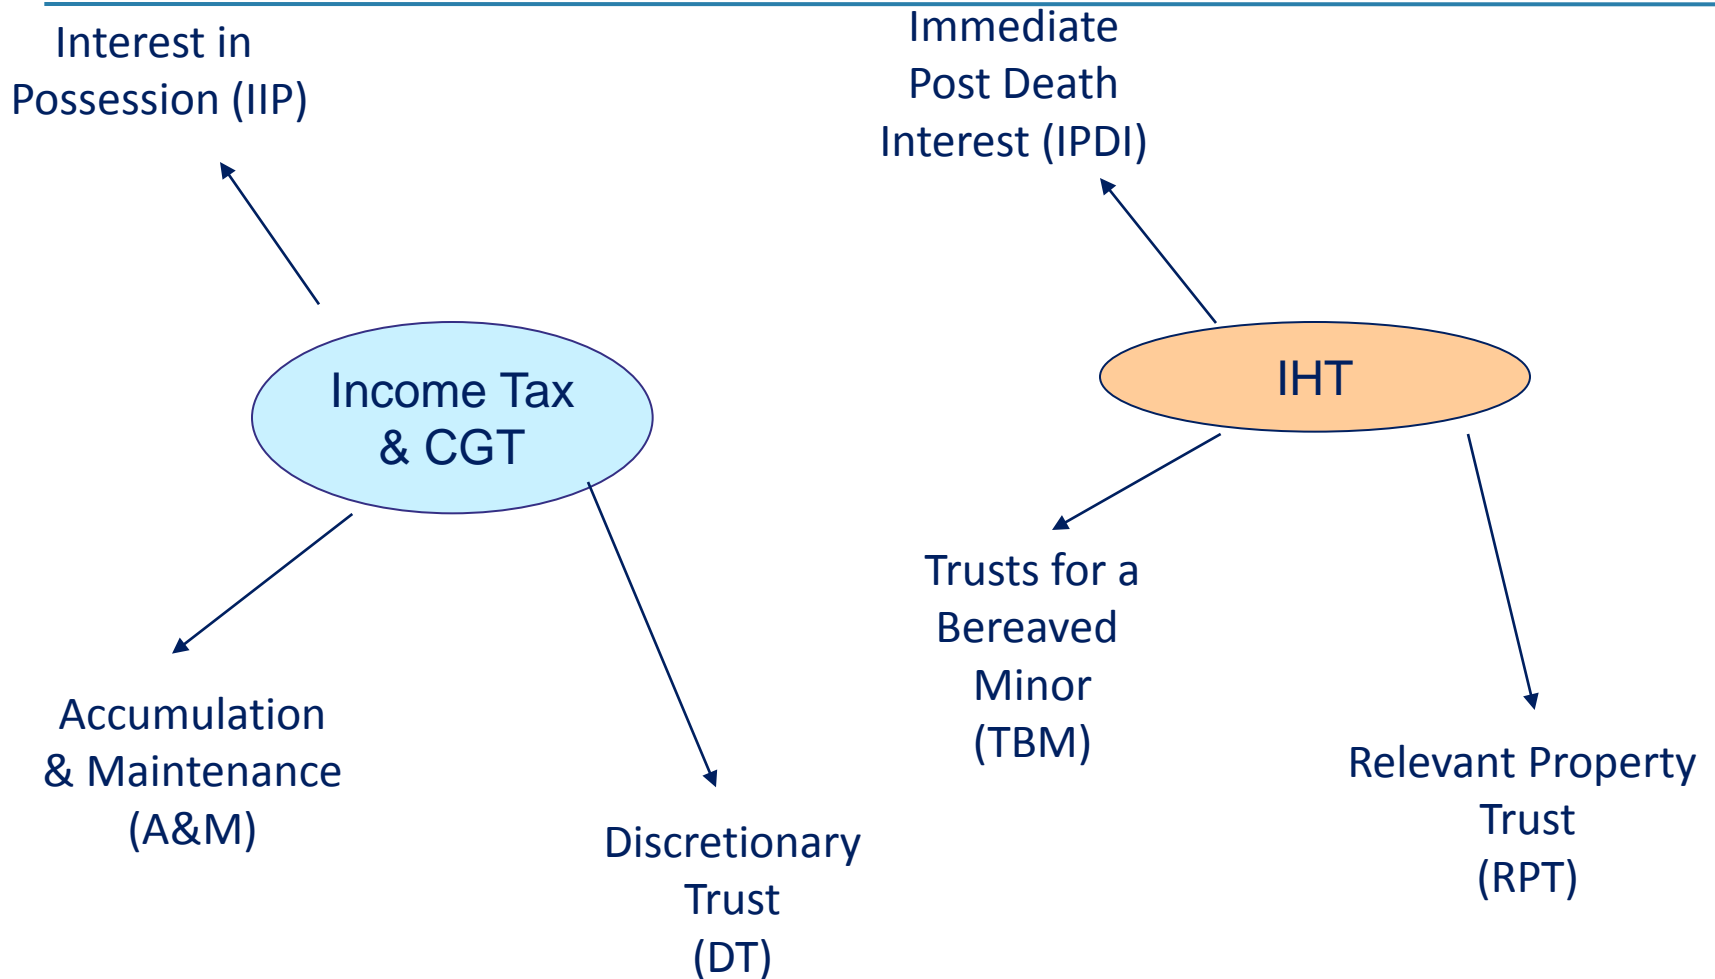 Interest in
Possession (IIP)
Immediate
Post Death
Interest (IPDI)
Income Tax
& CGT
IHT
Accumulation
& Maintenance
(A&M)
Discretionary
Trust
(DT)
Trusts for a
Bereaved
Minor
(TBM)
Relevant Property
Trust
(RPT)